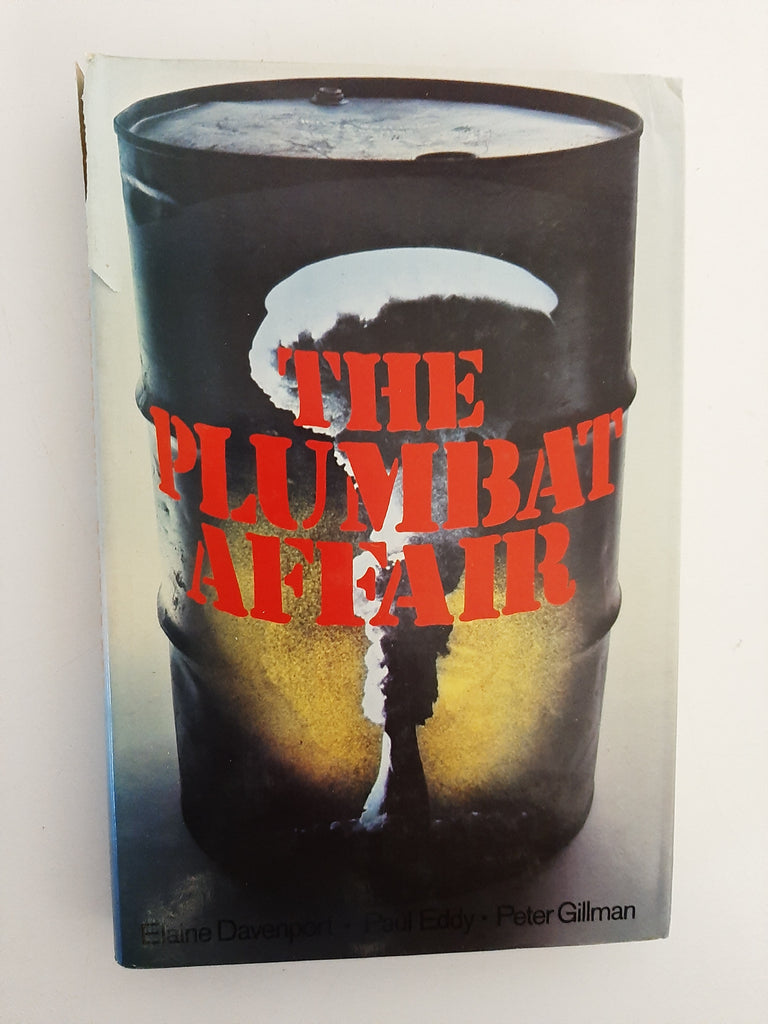 THE
PLUMBAT
AFFAIR
Elaine Davenport · Paul Eddy · Peter Gillman